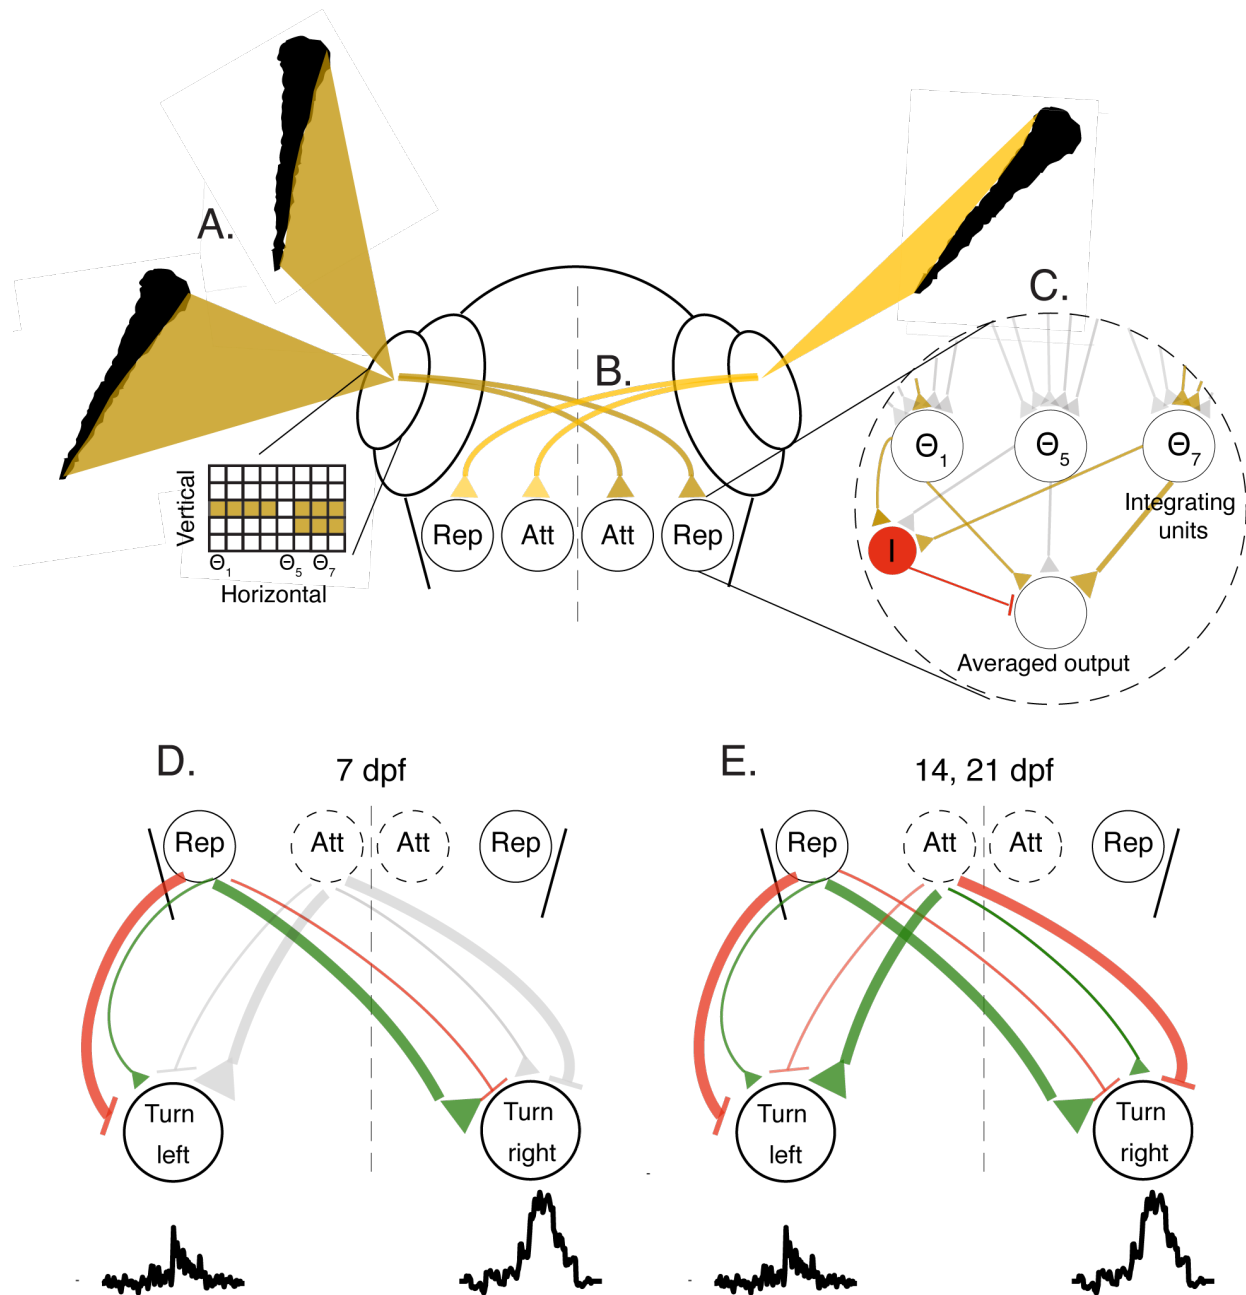 A.
B.
C.
Vertical
Θ1 Θ5 Θ7
Horizontal
Rep Att Att Rep
Θ1 Θ5 Θ7
Integrating
units
I
Averaged output
D. 7 dpf
Rep Att Att Rep
Turn
left
Turn
right
E. 14, 21 dpf
Rep Att Att Rep
Turn
left
Turn
right